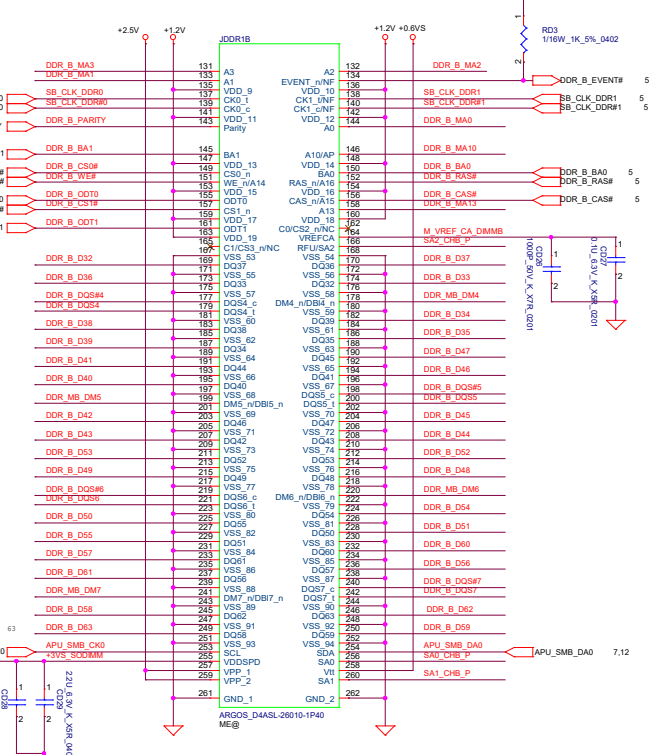 +2.5V +1.2V +1.2V +0.6VS
1
RD3
1/16W_1K_5%_0402
2
JDDR1B
DDR_B_MA3 131 A3 A2 132 DDR_B_MA2
DDR_B_MA1 133 A1 EVENT_n/NF 134 DDR_B_EVENT# 5
135 VDD_9 VDD_10 136
SB_CLK_DDR0 137 CK0_t CK1_t/NF 138 SB_CLK_DDR1 SB_CLK_DDR1 5
SB_CLK_DDR#0 139 CK0_c CK1_c/NF 140 SB_CLK_DDR#1 SB_CLK_DDR#1 5
141 VDD_11 VDD_12 142
DDR_B_PARITY 143 Parity A0 144 DDR_B_MA0
DDR_B_BA1 145 BA1 A10/AP 146 DDR_B_MA10
147 VDD_13 VDD_14 148
DDR_B_CS0# 149 CS0_n BA0 150 DDR_B_BA0 DDR_B_BA0 5
DDR_B_WE# 151 WE_n/A14 RAS_n/A16 152 DDR_B_RAS# DDR_B_RAS# 5
153 VDD_15 VDD_16 154
DDR_B_ODT0 155 ODT0 CAS_n/A15 156 DDR_B_CAS# DDR_B_CAS# 5
DDR_B_CS1# 157 CS1_n A13 158 DDR_B_MA13
159 VDD_17 VDD_18 160
DDR_B_ODT1 161 ODT1 C0/CS2_n/NC 162
163 VDD_19 VREFCA 164 M_VREF_CA_DIMMB
165 C1/CS3_n/NC RFU/SA2 166 SA2_CHB_P
167 VSS_53 VSS_54 168
DDR_B_D32 169 DQ37 DQ36 170 DDR_B_D37
171 VSS_55 VSS_56 172
DDR_B_D36 173 DQ33 DQ32 174 DDR_B_D33
175 VSS_57 VSS_58 176
DDR_B_DQS#4 177 DQS4_c DM4_n/DBI4_n 178 DDR_MB_DM4
DDR_B_DQS4 179 DQS4_t VSS_59 180
181 VSS_60 DQ39 182 DDR_B_D34
DDR_B_D38 183 DQ38 VSS_61 184
185 VSS_62 DQ35 186 DDR_B_D35
DDR_B_D39 187 DQ34 VSS_63 188
189 VSS_64 DQ45 190 DDR_B_D47
DDR_B_D41 191 DQ44 VSS_65 192
193 VSS_66 DQ41 194 DDR_B_D46
DDR_B_D40 195 DQ40 VSS_67 196
197 VSS_68 DQS5_c 198 DDR_B_DQS#5
DDR_MB_DM5 199 DM5_n/DBI5_n DQS5_t 200 DDR_B_DQS5
201 VSS_69 VSS_70 202
DDR_B_D42 203 DQ46 DQ47 204 DDR_B_D45
205 VSS_71 VSS_72 206
DDR_B_D43 207 DQ42 DQ43 208 DDR_B_D44
209 VSS_73 VSS_74 210
DDR_B_D53 211 DQ52 DQ53 212 DDR_B_D52
213 VSS_75 VSS_76 214
DDR_B_D49 215 DQ49 DQ48 216 DDR_B_D48
217 VSS_77 VSS_78 218
DDR_B_DQS#6 219 DQS6_c DM6_n/DBI6_n 220 DDR_MB_DM6
DDR_B_DQS6 221 DQS6_t VSS_79 222
223 VSS_80 DQ54 224 DDR_B_D54
DDR_B_D50 225 DQ55 VSS_81 226
227 VSS_82 DQ50 228 DDR_B_D51
DDR_B_D55 229 DQ51 VSS_83 230
231 VSS_84 DQ60 232 DDR_B_D60
DDR_B_D57 233 DQ61 VSS_85 234
235 VSS_86 DQ57 236 DDR_B_D56
DDR_B_D61 237 DQ56 VSS_87 238
239 VSS_88 DQS7_c 240 DDR_B_DQS#7
DDR_MB_DM7 241 DM7_n/DBI7_n DQS7_t 242 DDR_B_DQS7
243 VSS_89 VSS_90 244
DDR_B_D58 245 DQ62 DQ63 246 DDR_B_D62
247 VSS_91 VSS_92 248
63 DDR_B_D63 249 DQ58 DQ59 250 DDR_B_D59
251 VSS_93 VSS_94 252
APU_SMB_CK0 253 SCL SDA 254 APU_SMB_DA0 APU_SMB_DA0 7,12
+3VS_SODIMM 255 VDDSPD SA0 256 SA0_CHB_P
257 VPP_1 Vtt 258
259 VPP_2 SA1 260 SA1_CHB_P
261 GND_1 GND_2 262
ARGOS_D4ASL-26010-1P40
ME@
1 2
CD26
1000P_50V_K_X7R_0201
1 2
CD27
0.1U_6.3V_K_X5R_0201
1 2
CD28
1 2
CD29